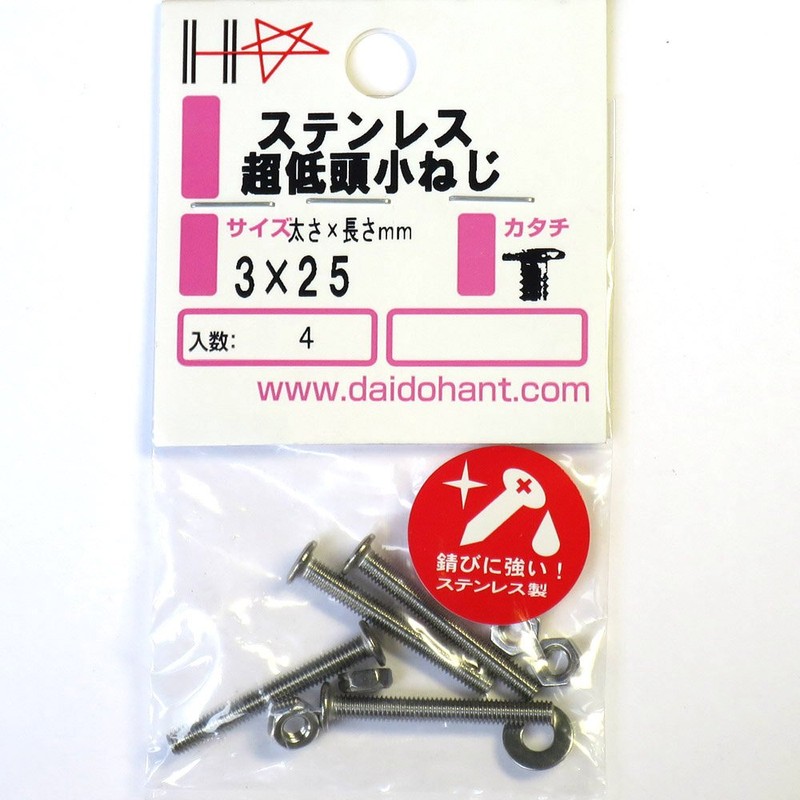 ステンレス
超低頭小ねじ
サイズ太さ×長さmm カタチ
3×25
入数: 4
www.daidohant.com
錆びに強い!
ステンレス製